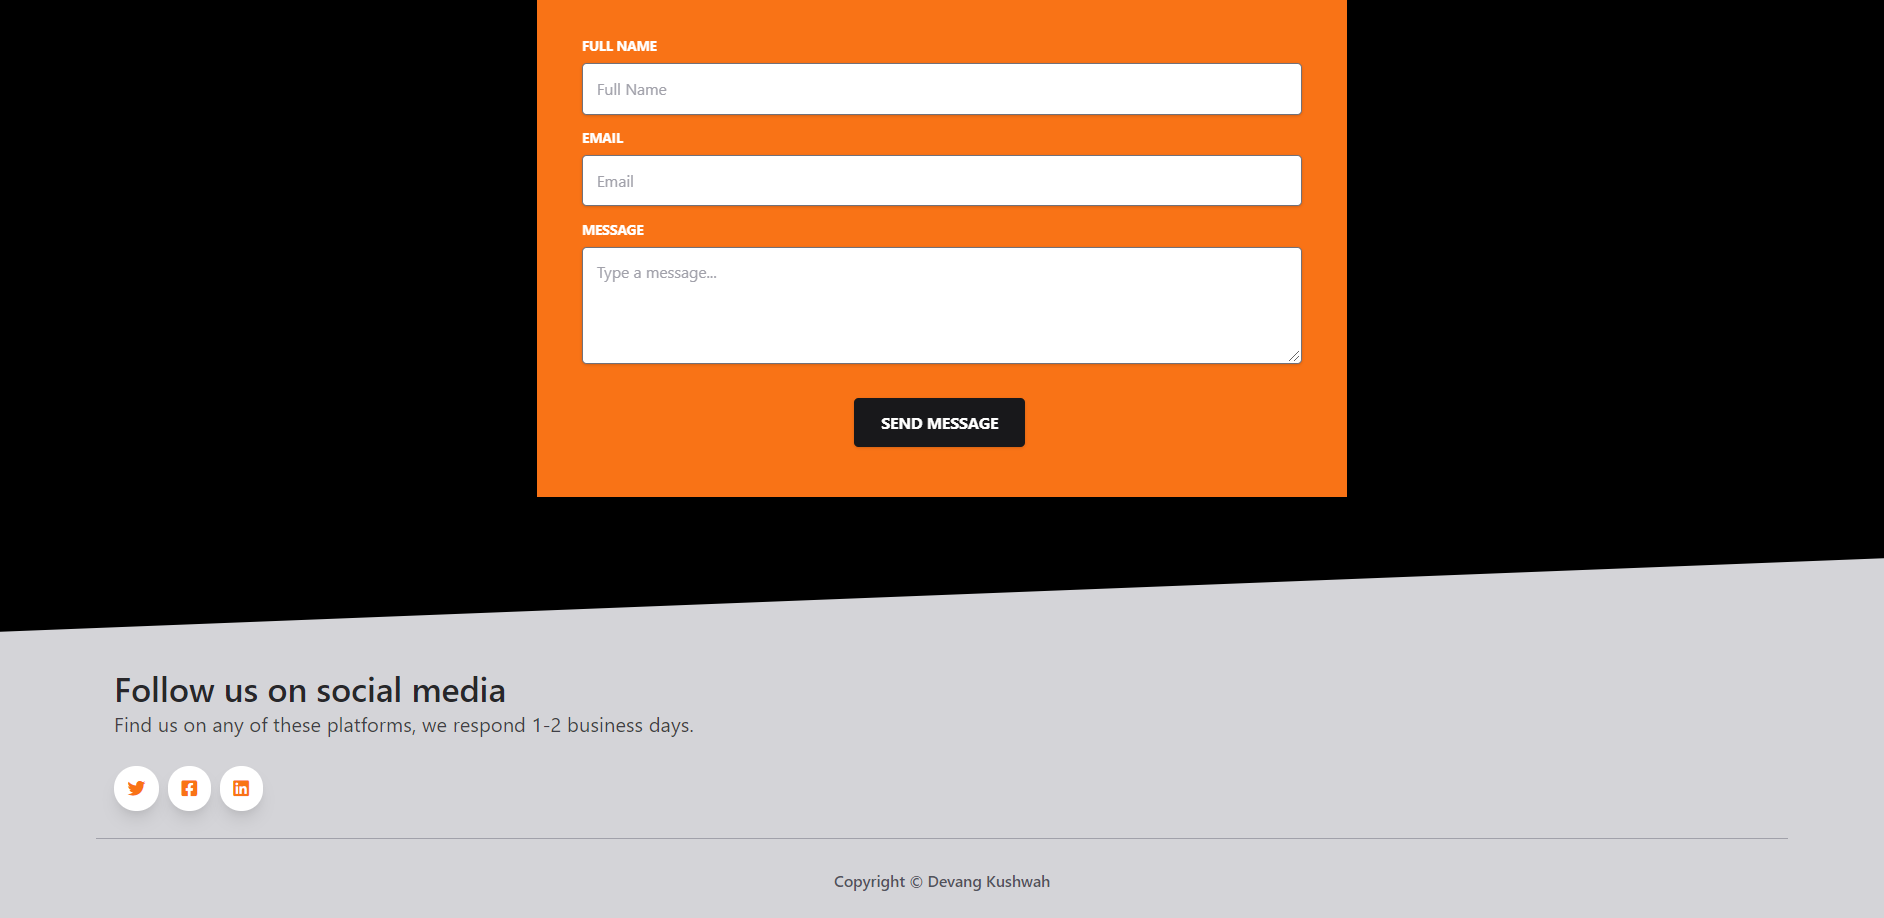 FULL NAME
Full Name
EMAIL
Email
MESSAGE
Type a message...
SEND MESSAGE
Follow us on social media
Find us on any of these platforms, we respond 1-2 business days.
Copyright © Devang Kushwah